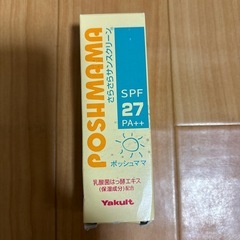 POSHMAMA
さらさらサンスクリーン
SPF
27
PA++
ポッシュママ
乳酸菌はっ酵エキス
(保湿成分)配合
Yakult